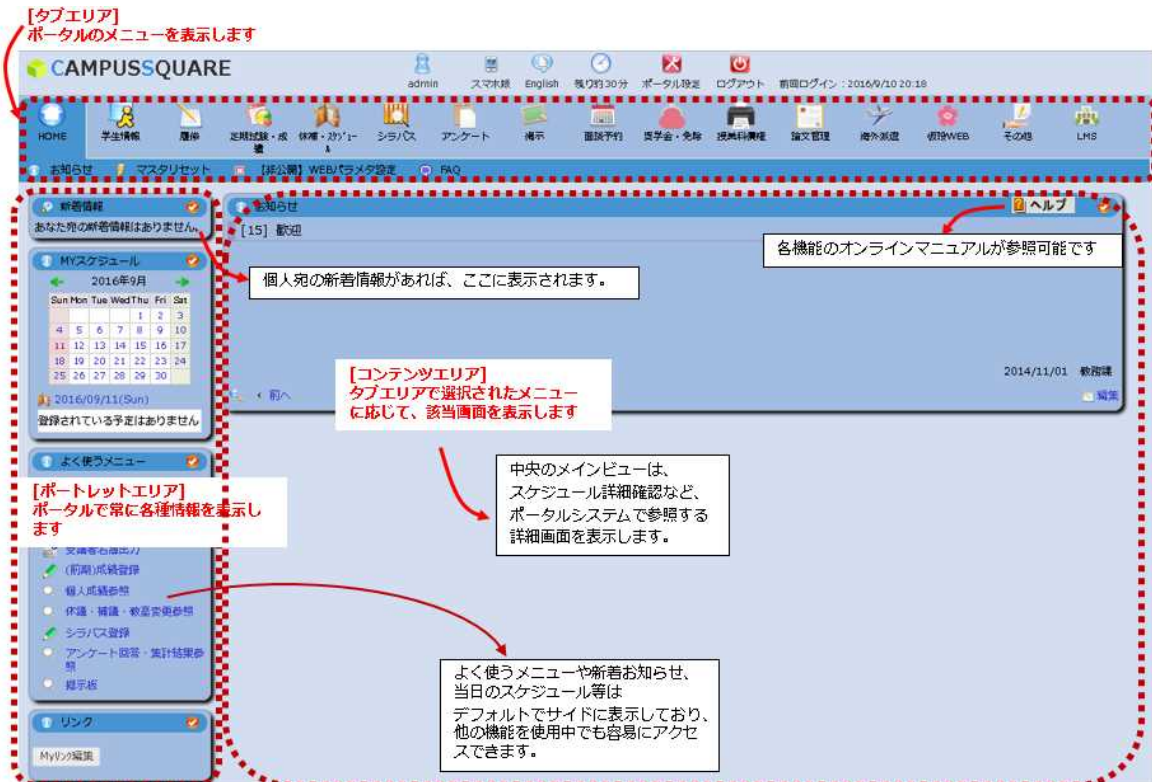 [タブエリア]
ポータルのメニューを表示します
CAMPUSSQUARE
admin
スマホ版
English
残り約30分
ポータル設定
ログアウト
前回ログイン：2016/9/10 20:18
HOME
学生情報
履修
定期試験・成績
休補・スケジュール
シラバス
アンケート
掲示
面談予約
奨学金・免除
授業料債権
論文管理
海外派遣
仮WEB
その他
LMS
お知らせ
マスタリセット
【非公開】WEBパラメタ設定
FAQ
新着情報
あなた宛の新着情報はありません。
お知らせ
ヘルプ
[15] 歓迎
各機能のオンラインマニュアルが参照可能です
個人宛の新着情報があれば、ここに表示されます。
MYスケジュール
2016年9月
Sun Mon Tue Wed Thu Fri Sat
1 2 3
4 5 6 7 8 9 10
11 12 13 14 15 16 17
18 19 20 21 22 23 24
25 26 27 28 29 30
2016/09/11(Sun)
登録されている予定はありません
2014/11/01 教務課
前へ
編集
[コンテンツエリア]
タブエリアで選択されたメニュー
に応じて、該当画面を表示します
中央のメインビューは、
スケジュール詳細確認など、
ポータルシステムで参照する
詳細画面を表示します。
よく使うメニュー
[ポートレットエリア]
ポータルで常に各種情報を表示し
ます
受講者名簿出力
(前期)成績登録
個人成績参照
休講・補講・教室変更参照
シラバス登録
アンケート回答・集計結果参
照
掲示板
よく使うメニューや新着お知らせ、
当日のスケジュール等は
デフォルトでサイドに表示しており、
他の機能を使用中でも容易にアクセ
スできます。
リンク
Myリンク編集